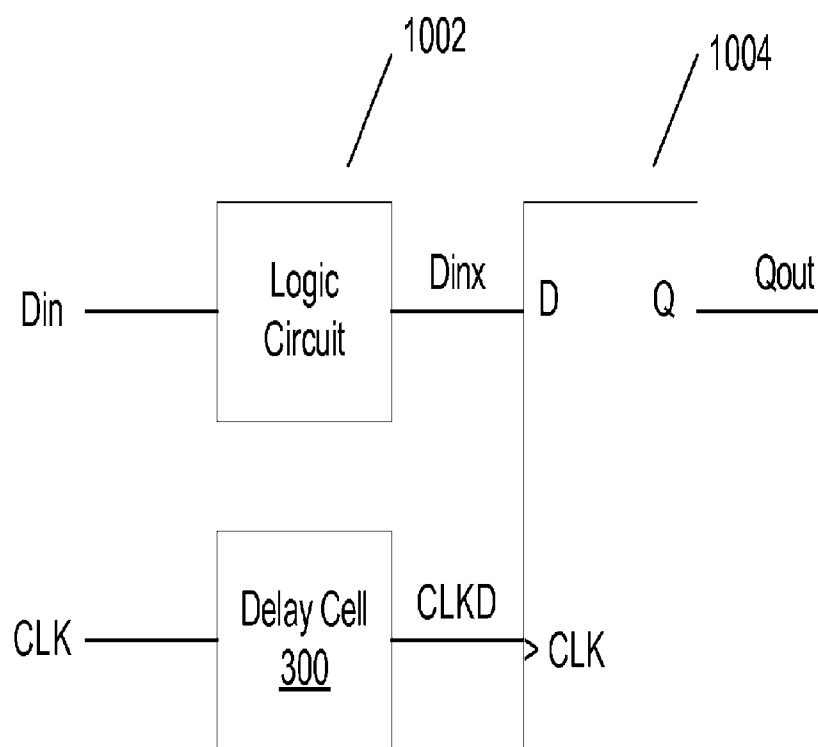 1002
1004
Logic
Circuit
Din
Dinx
D
Q
Qout
Delay Cell
300
CLK
CLKD
CLK